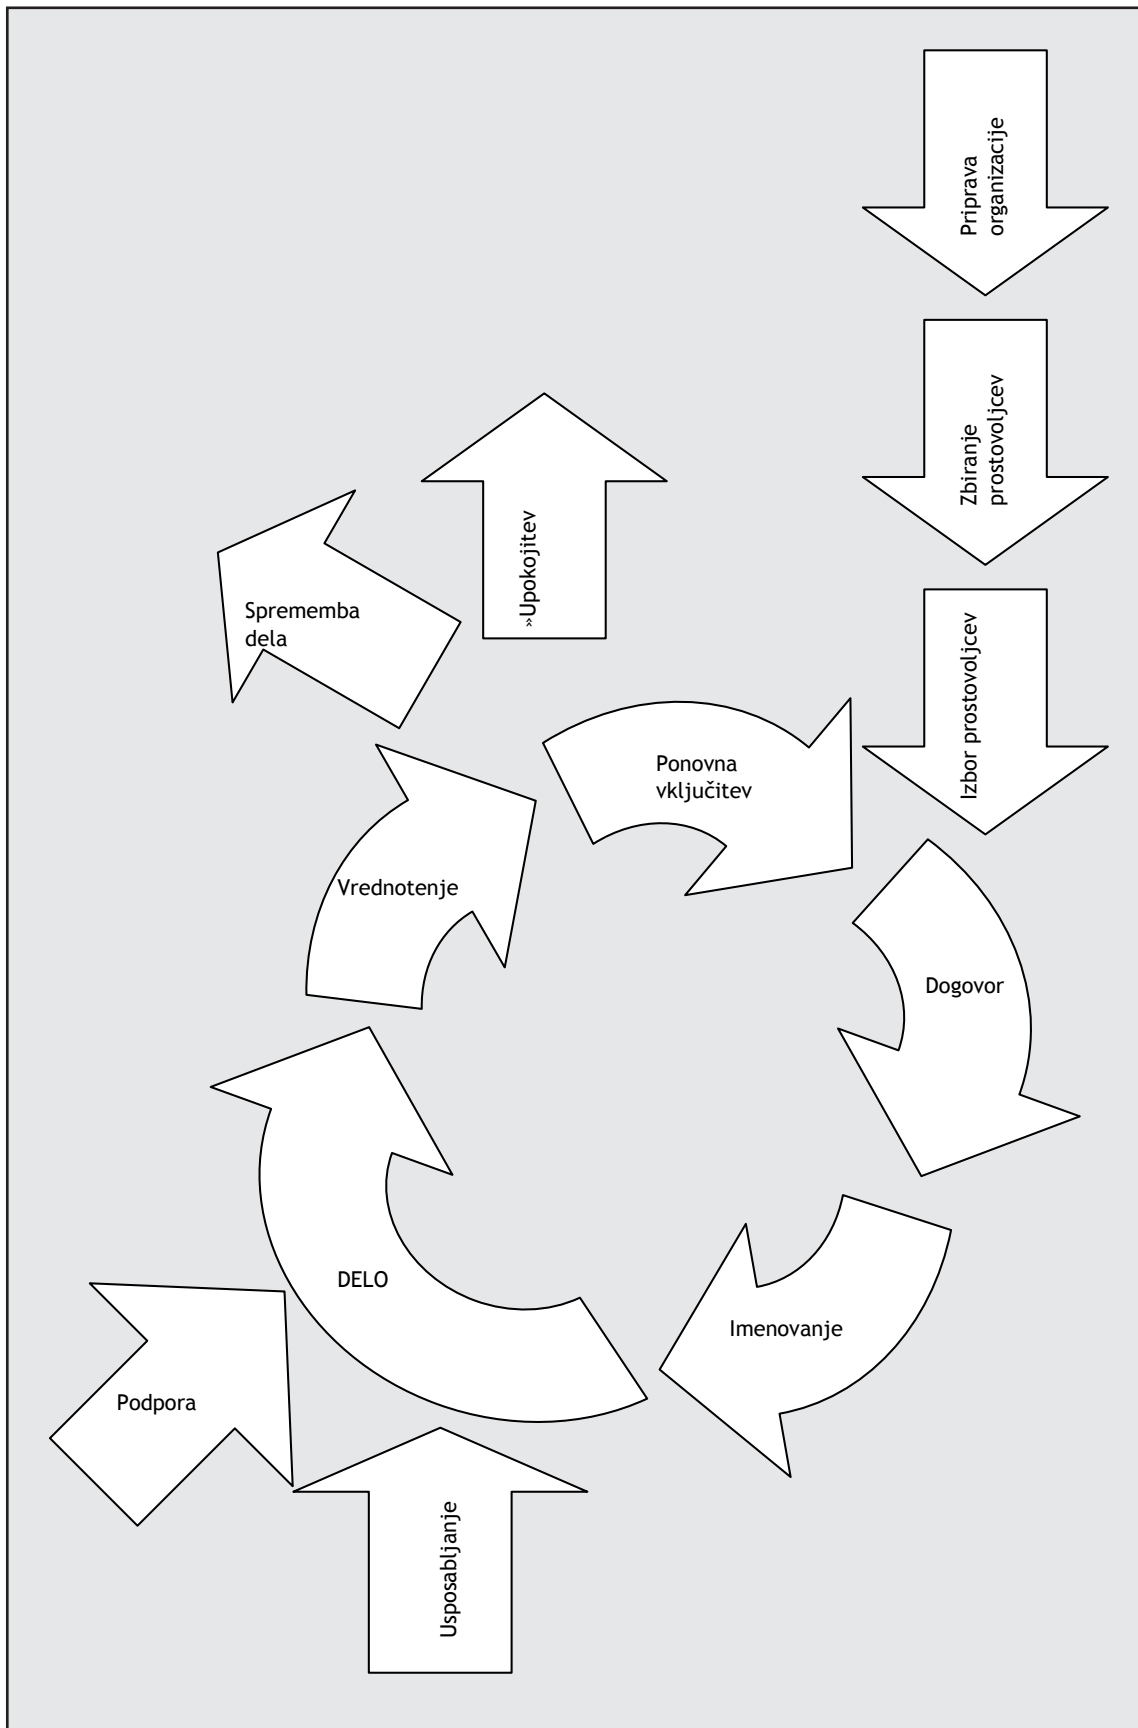 Priprava
organizacije
Zbiranje
prostovoljcev
Izbor prostovoljcev
»Upokojitev
Sprememba
dela
Ponovna
vključitev
Vrednotenje
Dogovor
DELO
Imenovanje
Podpora
Usposabljanje